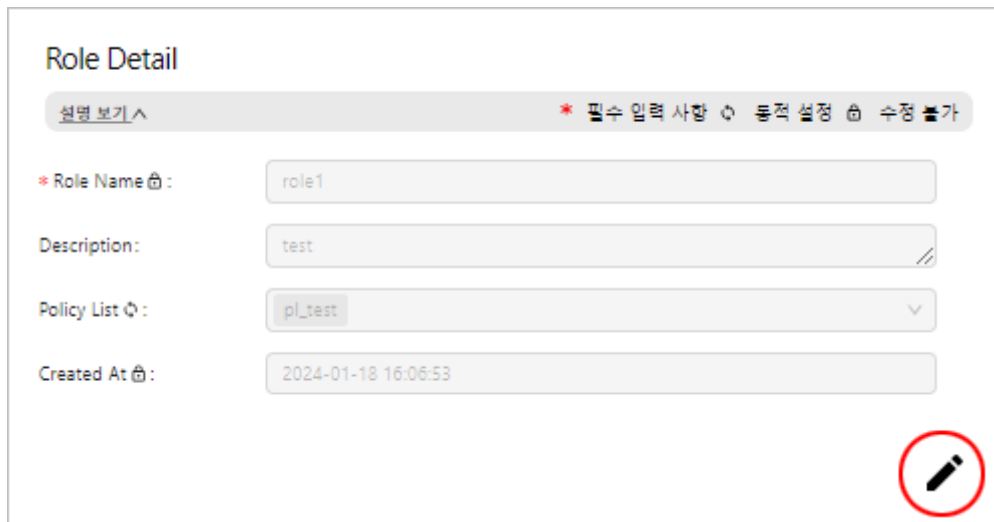 Role Detail
설명 보기 * 필수 입력 사항 동적 설정 수정 불가
* Role Name : role1
Description: test
Policy List : pl_test
Created At : 2024-01-18 16:06:53